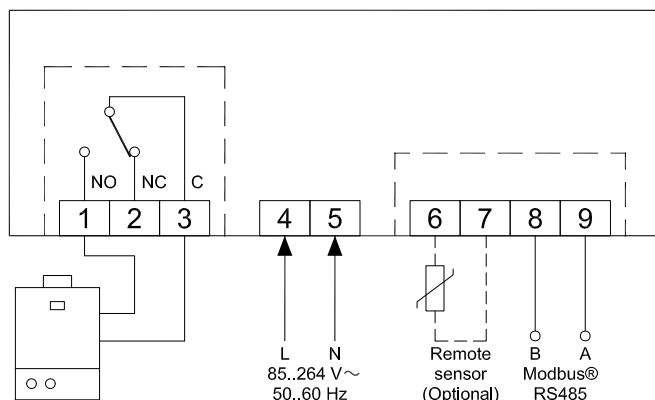 NO NC C
1 2 3 4 5 6 7 8 9
L N
85..264 V~
50..60 Hz
Remote
sensor
(Optional)
B A
Modbus®
RS485